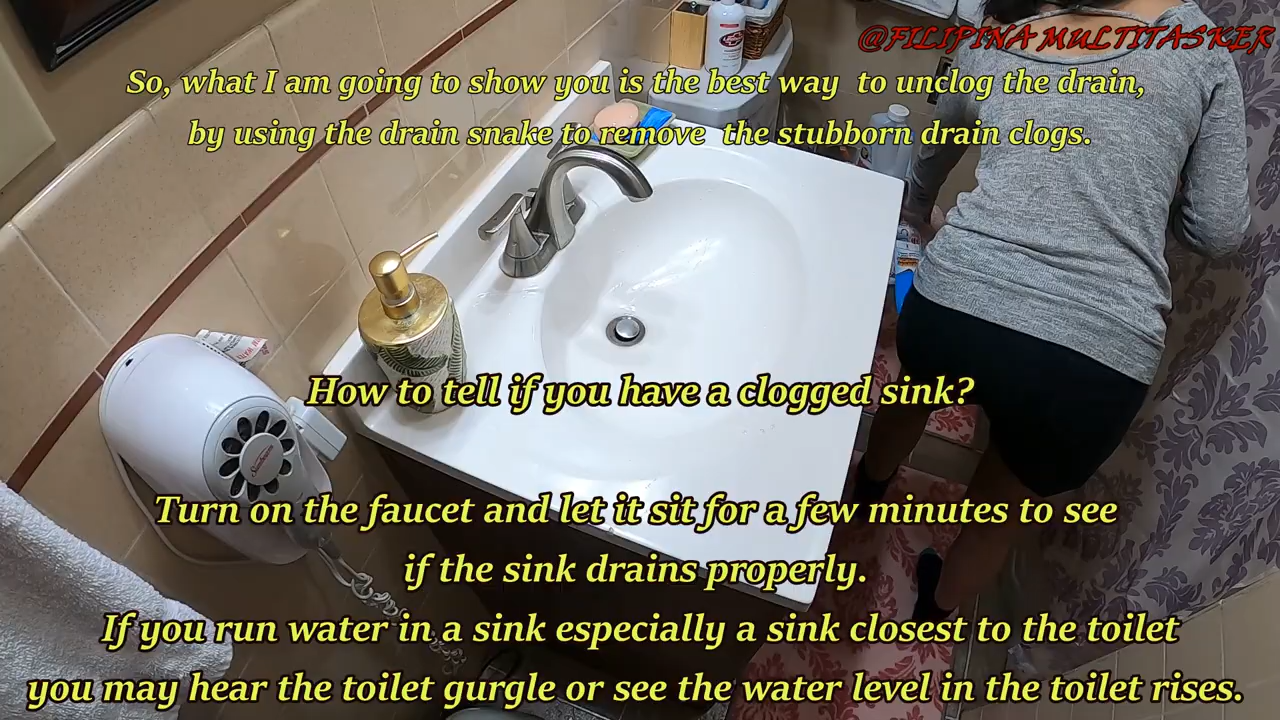 @FILIPINA MULTITASKER
So, what I am going to show you is the best way to unclog the drain,
by using the drain snake to remove the stubborn drain clogs.
How to tell if you have a clogged sink?
Turn on the faucet and let it sit for a few minutes to see
if the sink drains properly.
If you run water in a sink especially a sink closest to the toilet
you may hear the toilet gurgle or see the water level in the toilet rises.
Sunbeam